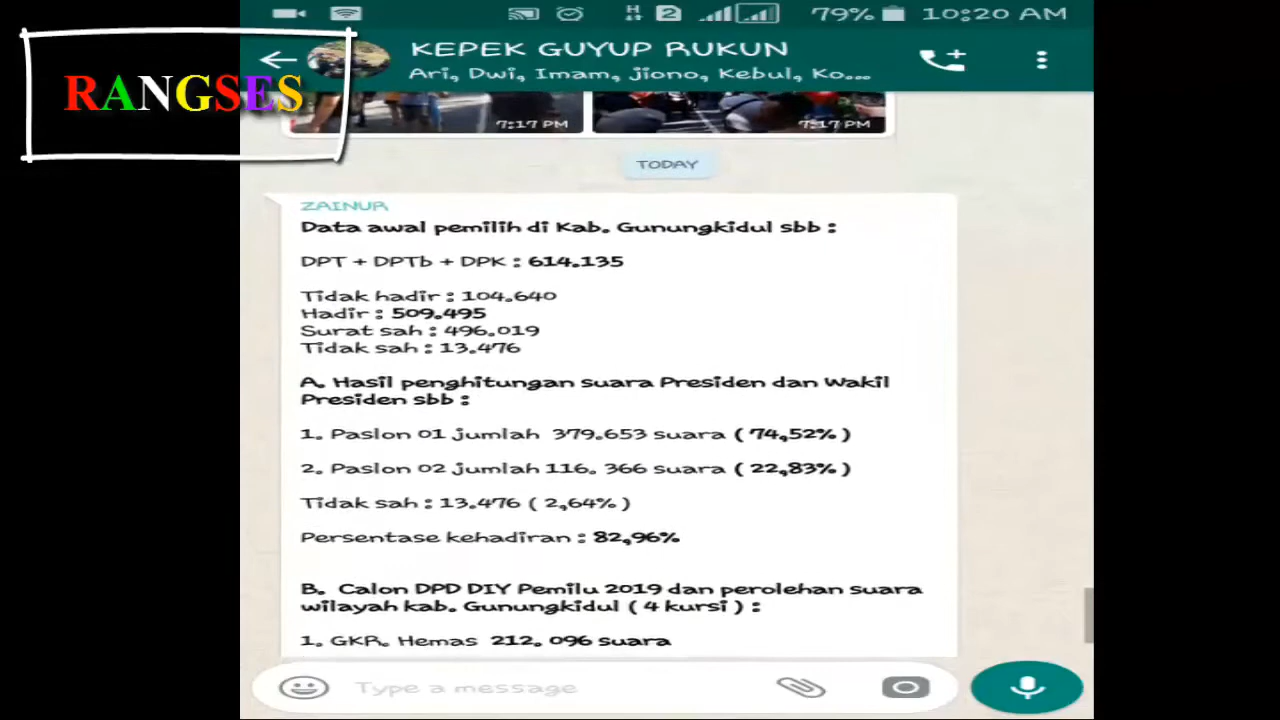 79% 10:20 AM
RANGSES
KEPEK GUYUP RUKUN
Ari, Dwi, Imam, jiono, Kebul, Ko...
7:17 PM 7:17 PM
TODAY
ZAINUR
Data awal pemilih di Kab. Gunungkidul sbb :
DPT + DPTb + DPK : 614.135
Tidak hadir : 104.640
Hadir : 509.495
Surat sah : 496.019
Tidak sah : 13.476
A. Hasil penghitungan suara Presiden dan Wakil
Presiden sbb :
1. Paslon 01 jumlah 379.653 suara ( 74,52% )
2. Paslon 02 jumlah 116. 366 suara ( 22,83% )
Tidak sah : 13.476 ( 2,64% )
Persentase kehadiran : 82,96%
B. Calon DPD DIY Pemilu 2019 dan perolehan suara
wilayah kab. Gunungkidul ( 4 kursi ) :
1. GKR. Hemas 212. 096 suara
Type a message